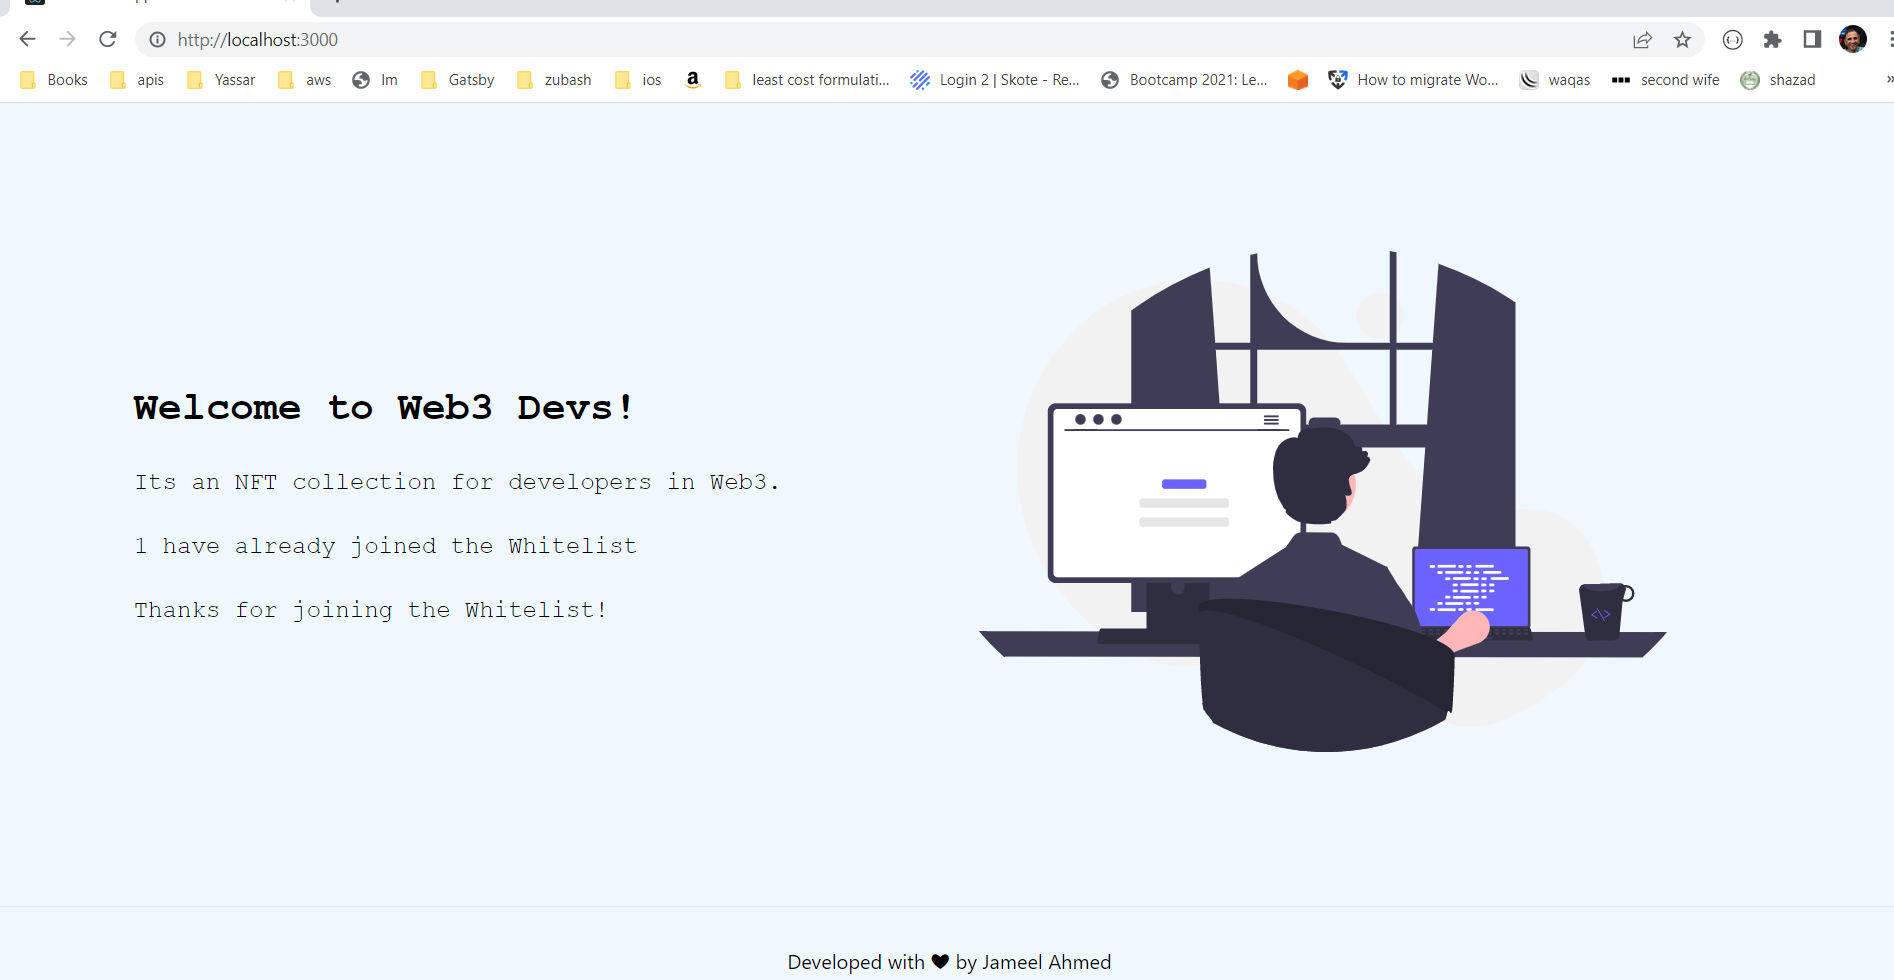 http://localhost:3000
Books apis Yassar aws Im Gatsby zubash ios a least cost formulati... Login 2 | Skote - Re... Bootcamp 2021: Le... How to migrate Wo... waqas second wife shazad »
Welcome to Web3 Devs!
Its an NFT collection for developers in Web3.
1 have already joined the Whitelist
Thanks for joining the Whitelist!
</>
Developed with ♥ by Jameel Ahmed